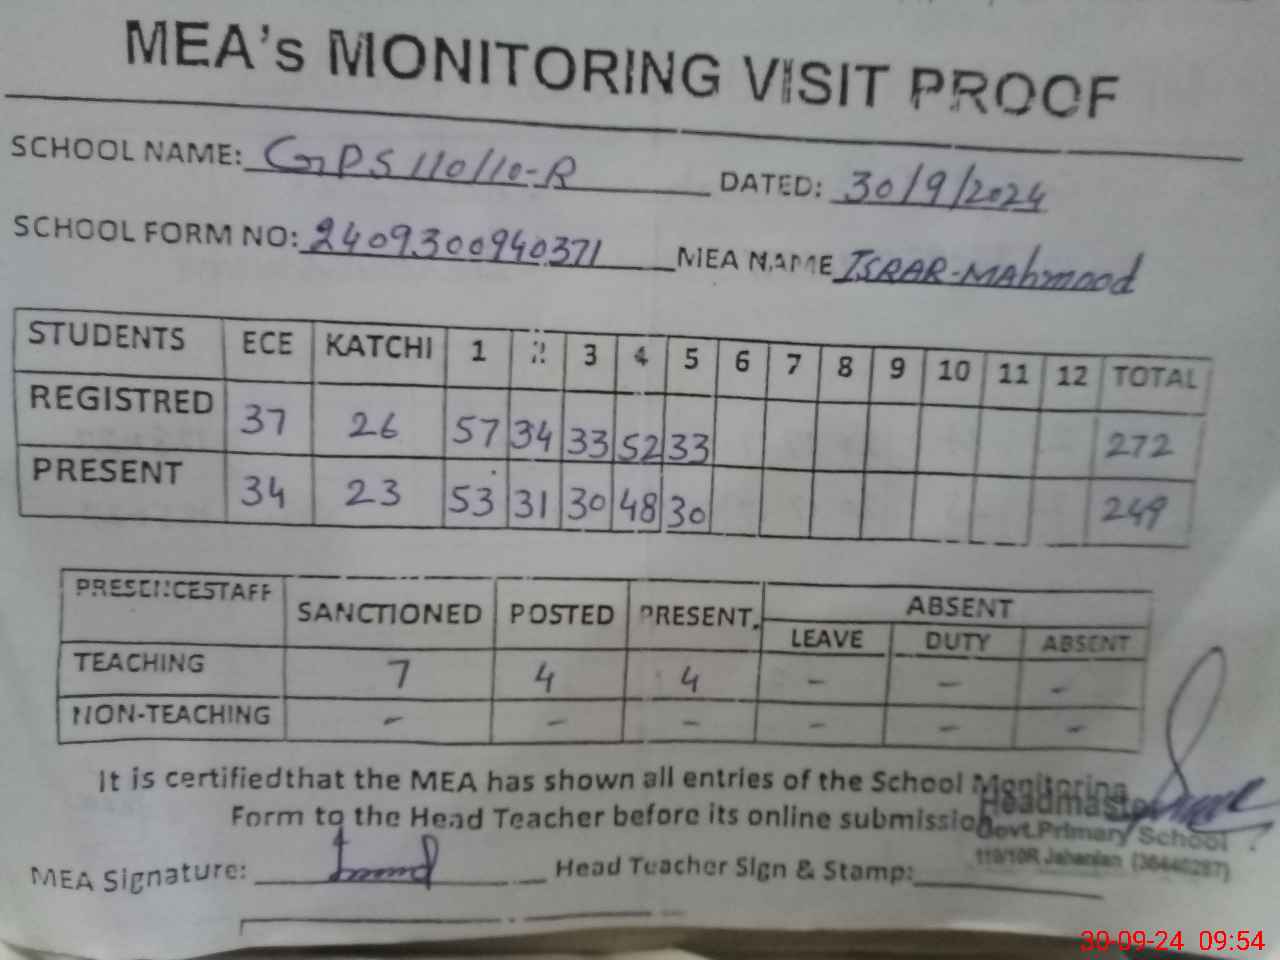 MEA's MONITORING VISIT PROOF
SCHOOL NAME: GPS 110/10-R DATED: 30/9/2024
SCHOOL FORM NO: 2409300940371 MEA NAME ISRAR-MAhmood
STUDENTS ECE KATCHI 1 2 3 4 5 6 7 8 9 10 11 12 TOTAL
REGISTRED 37 26 57 34 33 52 33 272
PRESENT 34 23 53 31 30 48 30 249
PRESENCESTAFF SANCTIONED POSTED PRESENT. ABSENT
LEAVE DUTY ABSENT
TEACHING 7 4 4 - - -
NON-TEACHING - - - - - -
It is certifiedthat the MEA has shown all entries of the School Monitoring
Form to the Head Teacher before its online submission.
Headmaster
Govt.Primary School
110/10R Jahanian
MEA Signature: Head Teacher Sign & Stamp:
30-09-24 09:54